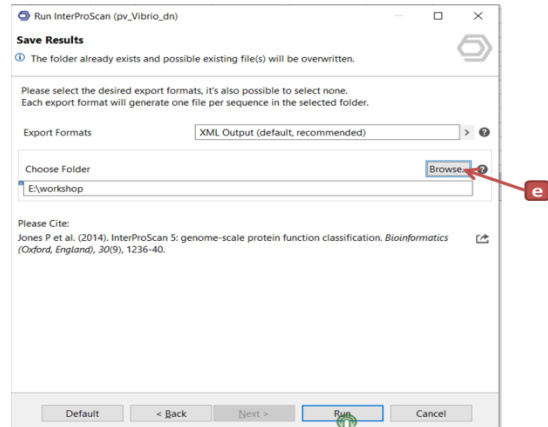 Run InterProScan (pv_Vibrio_dn)
Save Results
The folder already exists and possible existing file(s) will be overwritten.
Please select the desired export formats, it's also possible to select none.
Each export format will generate one file per sequence in the selected folder.
Export Formats XML Output (default, recommended) > ?
Choose Folder Browse... ?
E:\workshop
e
Please Cite:
Jones P et al. (2014). InterProScan 5: genome-scale protein function classification. Bioinformatics
(Oxford, England), 30(9), 1236-40.
Default < Back Next > Run Cancel